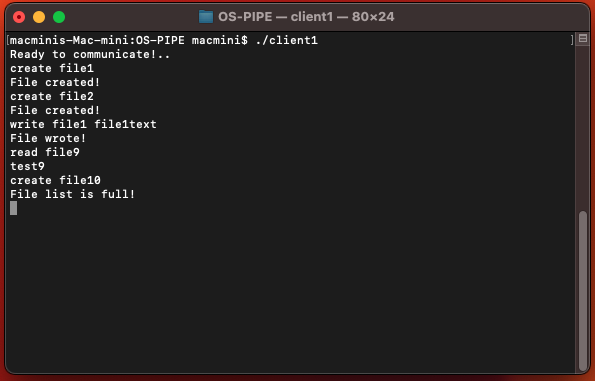 OS-PIPE — client1 — 80×24
[macminis-Mac-mini:OS-PIPE macmini$ ./client1 ]
Ready to communicate!..
create file1
File created!
create file2
File created!
write file1 file1text
File wrote!
read file9
test9
create file10
File list is full!